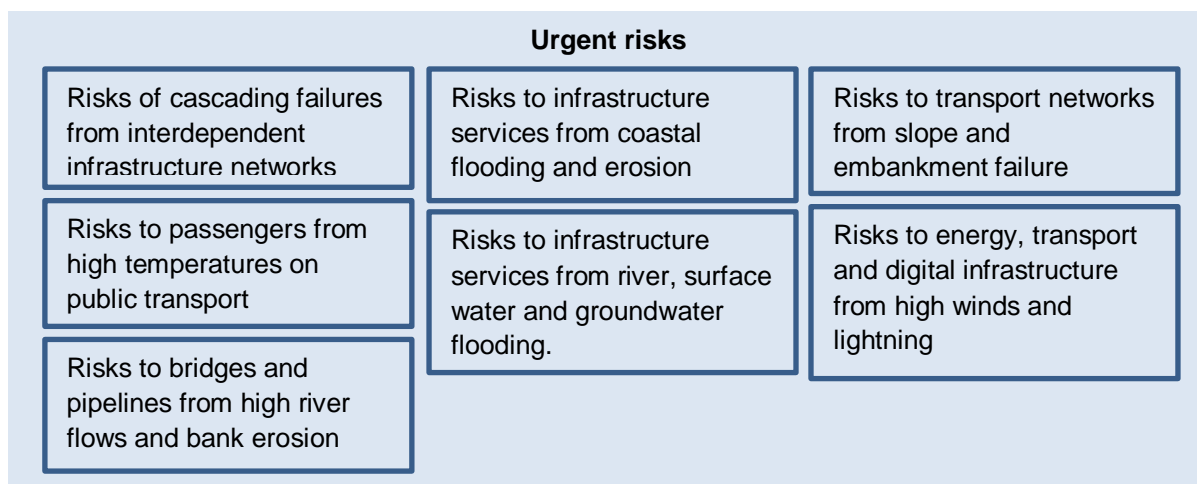 Urgent risks
Risks of cascading failures
from interdependent
infrastructure networks
Risks to passengers from
high temperatures on
public transport
Risks to bridges and
pipelines from high river
flows and bank erosion
Risks to infrastructure
services from coastal
flooding and erosion
Risks to infrastructure
services from river, surface
water and groundwater
flooding.
Risks to transport networks
from slope and
embankment failure
Risks to energy, transport
and digital infrastructure
from high winds and
lightning